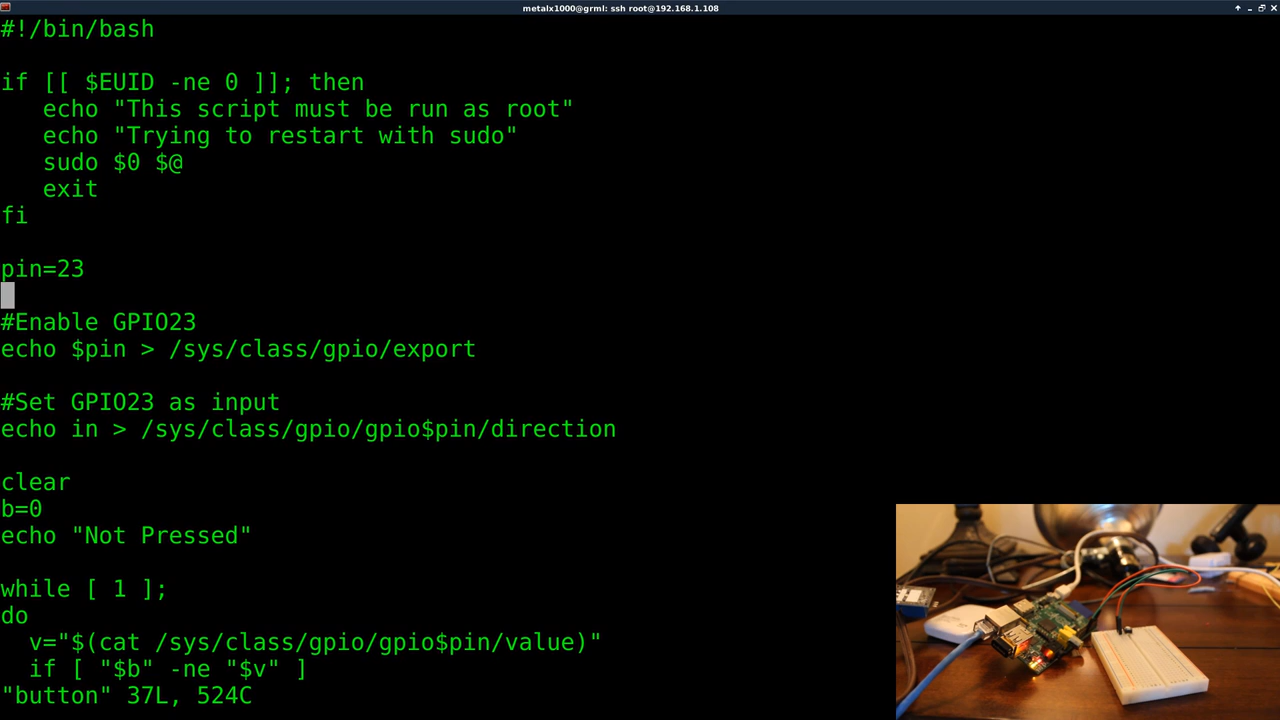 metalx1000@grml: ssh root@192.168.1.108
#!/bin/bash
if [[ $EUID -ne 0 ]]; then
echo "This script must be run as root"
echo "Trying to restart with sudo"
sudo $0 $@
exit
fi
pin=23
#Enable GPIO23
echo $pin > /sys/class/gpio/export
#Set GPIO23 as input
echo in > /sys/class/gpio/gpio$pin/direction
clear
b=0
echo "Not Pressed"
while [ 1 ];
do
v="$(cat /sys/class/gpio/gpio$pin/value)"
if [ "$b" -ne "$v" ]
"button" 37L, 524C